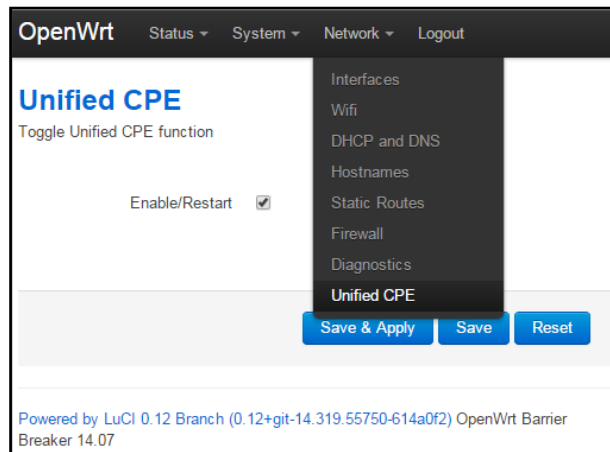 OpenWrt Status System Network Logout
Interfaces
Wifi
DHCP and DNS
Hostnames
Static Routes
Firewall
Diagnostics
Unified CPE
Unified CPE
Toggle Unified CPE function
Enable/Restart
Save & Apply Save Reset
Powered by LuCI 0.12 Branch (0.12+git-14.319.55750-614a0f2) OpenWrt Barrier
Breaker 14.07